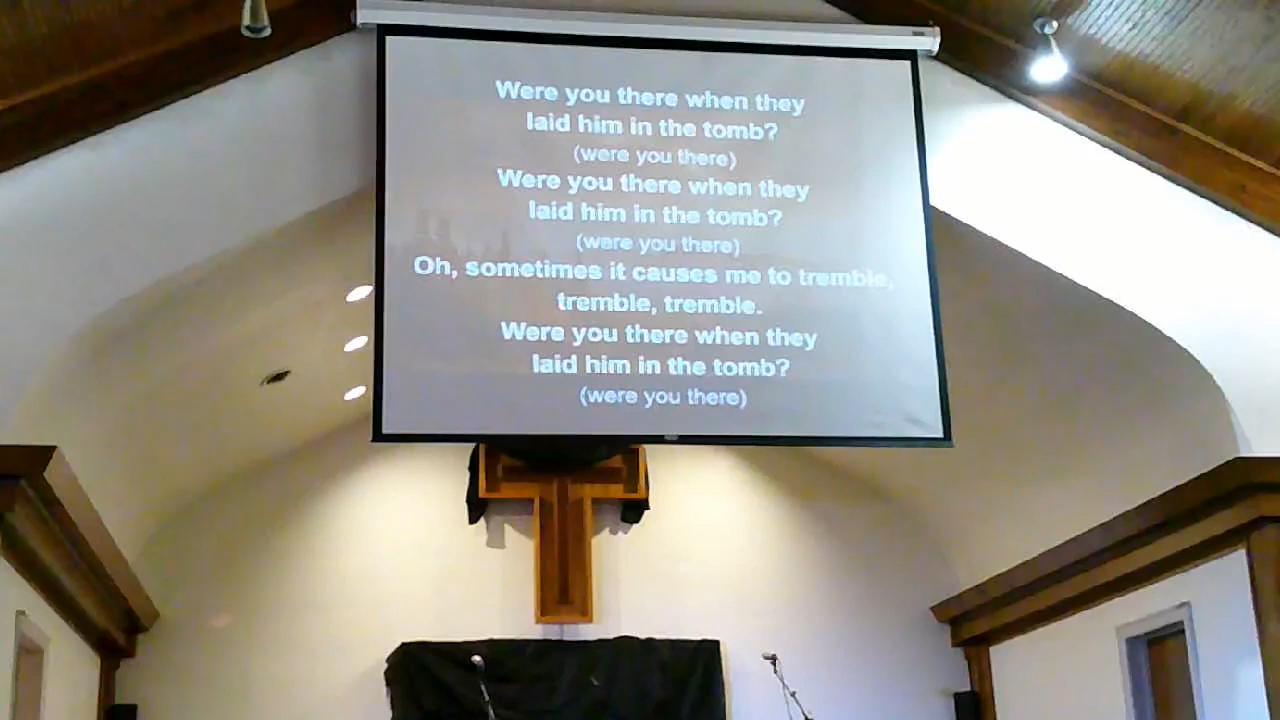 Were you there when they
laid him in the tomb?
(were you there)
Were you there when they
laid him in the tomb?
(were you there)
Oh, sometimes it causes me to tremble,
tremble, tremble.
Were you there when they
laid him in the tomb?
(were you there)